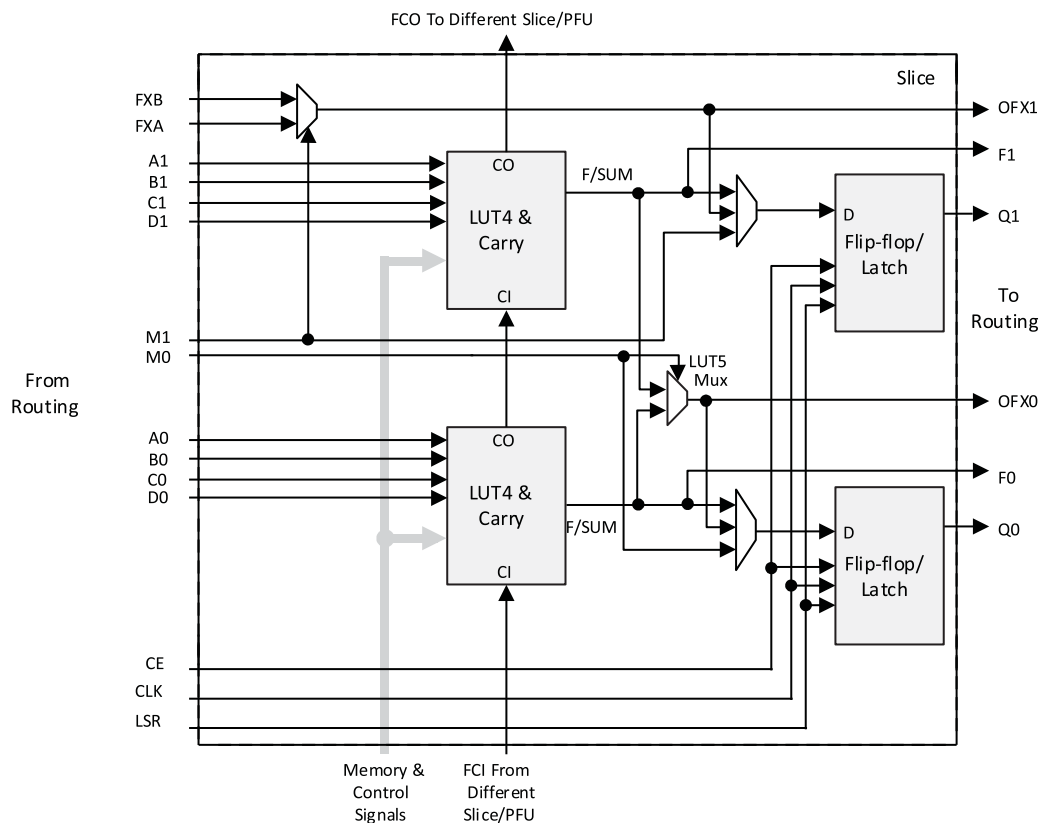 FCO To Different Slice/PFU
Slice
FXB
FXA
OFX1
F1
A1
B1
C1
D1
CO
LUT4 &
Carry
CI
F/SUM
D
Flip-flop/
Latch
Q1
To
Routing
M1
M0
From
Routing
LUT5
Mux
OFX0
A0
B0
C0
D0
CO
LUT4 &
Carry
CI
F/SUM
F0
D
Flip-flop/
Latch
Q0
CE
CLK
LSR
Memory &
Control
Signals
FCI From
Different
Slice/PFU